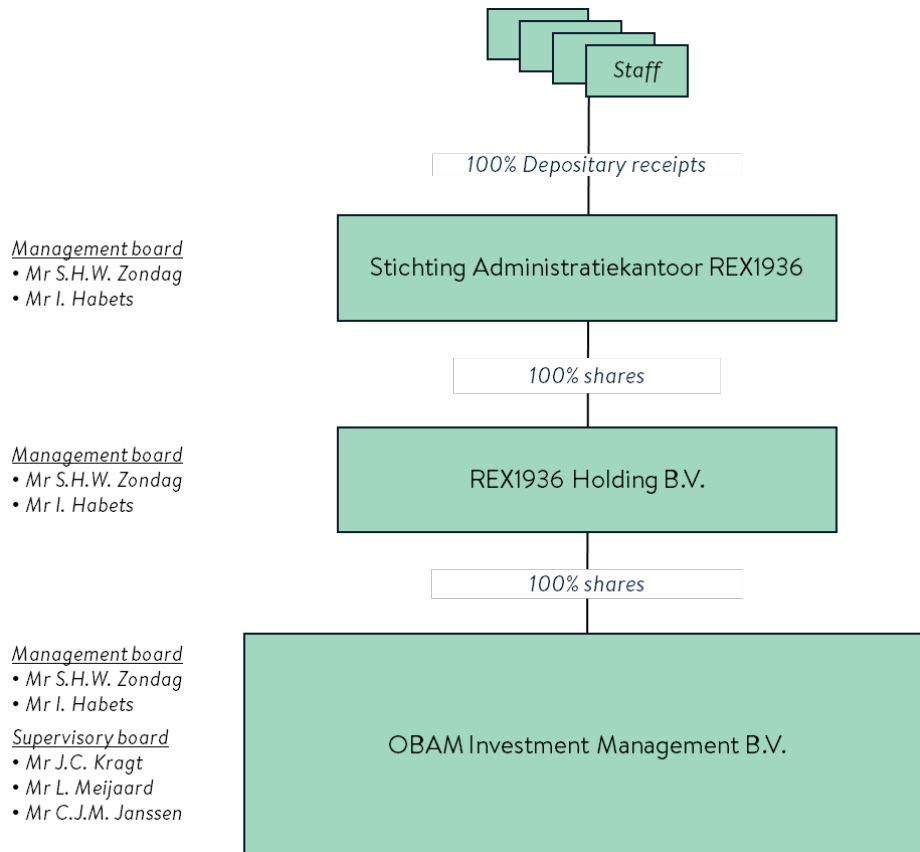 Staff
100% Depositary receipts
Management board
• Mr S.H.W. Zondag
• Mr I. Habets
Stichting Administratiekantoor REX1936
100% shares
Management board
• Mr S.H.W. Zondag
• Mr I. Habets
REX1936 Holding B.V.
100% shares
Management board
• Mr S.H.W. Zondag
• Mr I. Habets
Supervisory board
• Mr J.C. Kragt
• Mr L. Meijaard
• Mr C.J.M. Janssen
OBAM Investment Management B.V.